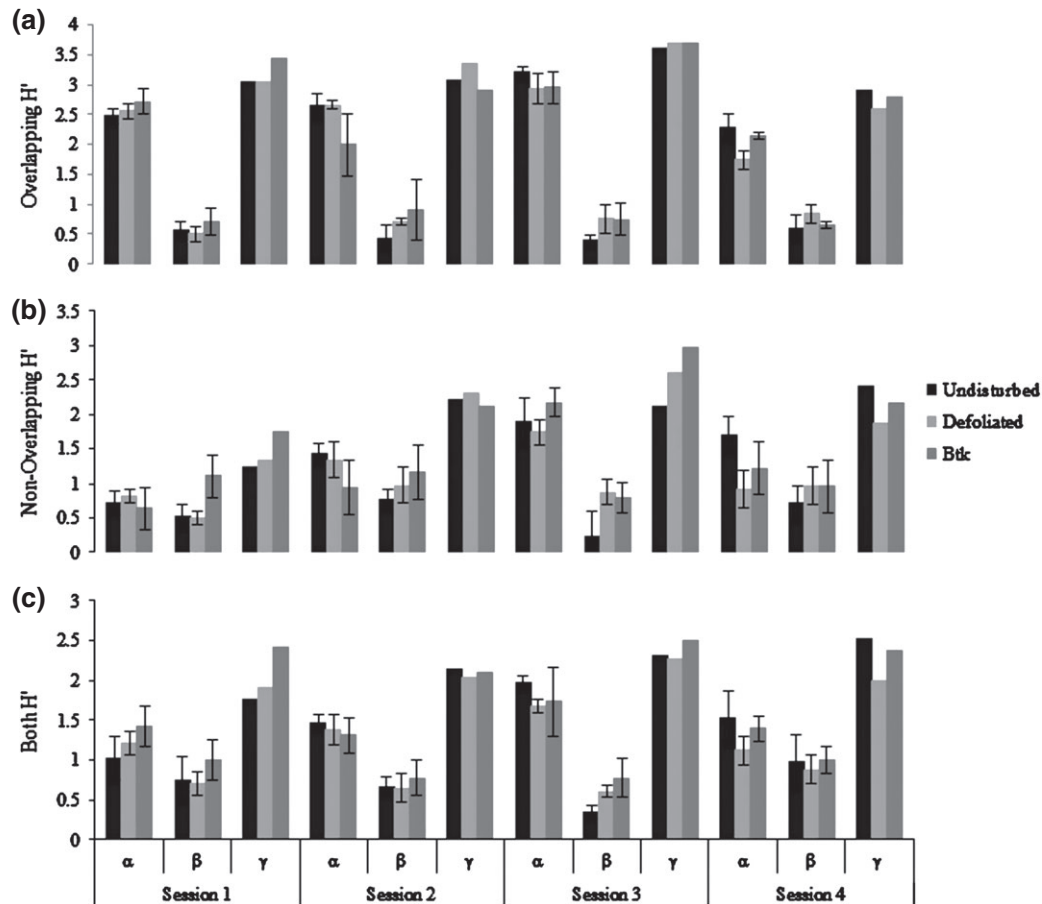 (a)
Overlapping H'
4
3.5
3
2.5
2
1.5
1
0.5
0
(b)
Non-Overlapping H'
3.5
3
2.5
2
1.5
1
0.5
0
Undisturbed
Defoliated
Btk
(c)
Both H'
3
2.5
2
1.5
1
0.5
0
α β γ α β γ α β γ α β γ
Session 1 Session 2 Session 3 Session 4